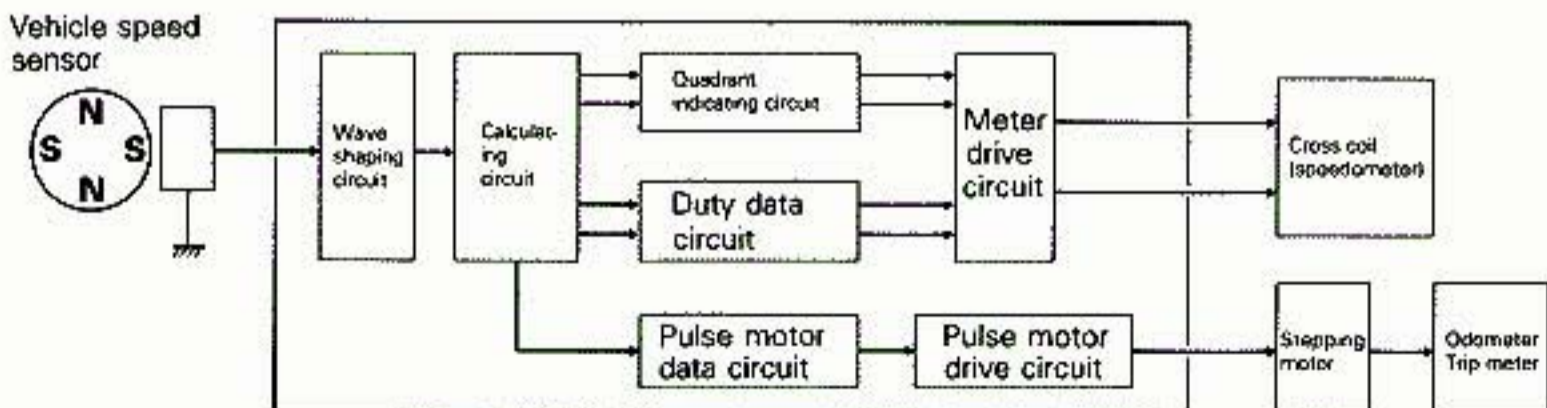 Vehicle speed
sensor
N
S S
N
Wave
shaping
circuit
Calculat-
ing
circuit
Quadrant
indicating circuit
Duty data
circuit
Meter
drive
circuit
Cross coil
(speedometer)
Pulse motor
data circuit
Pulse motor
drive circuit
Stepping
motor
Odometer
Trip meter